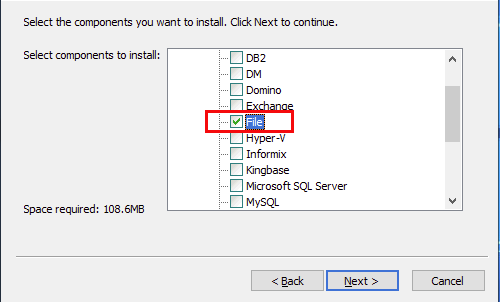 Select the components you want to install. Click Next to continue.
Select components to install:
DB2
DM
Domino
Exchange
File
Hyper-V
Informix
Kingbase
Microsoft SQL Server
MySQL
Space required: 108.6MB
< Back
Next >
Cancel